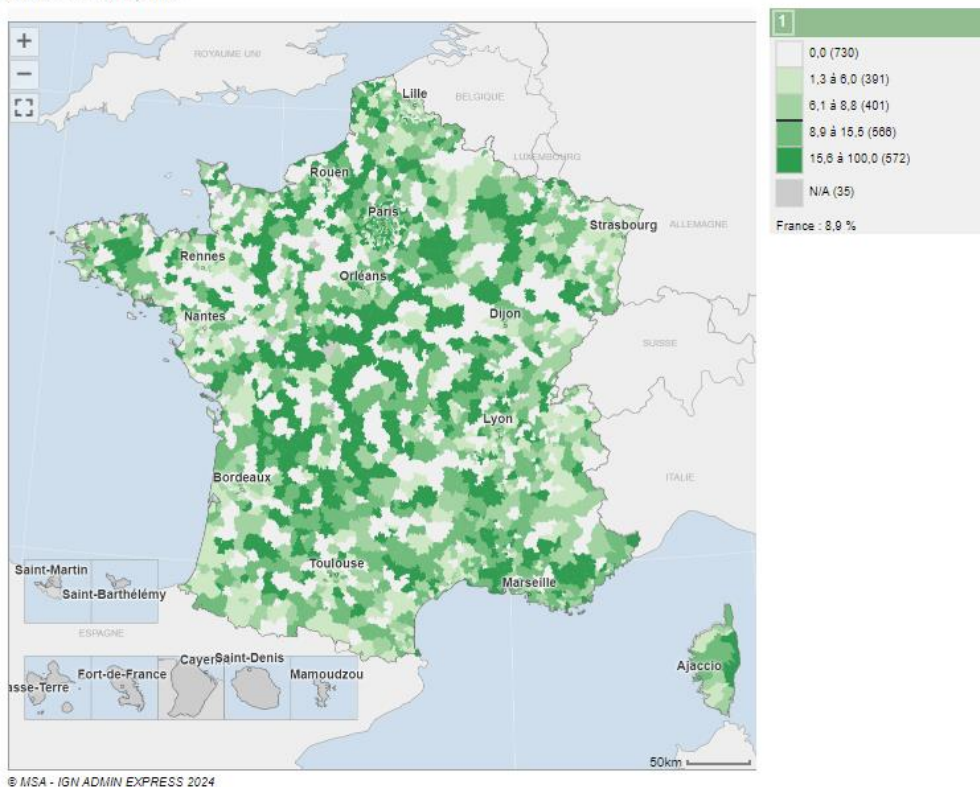 +
−
ROYAUME UNI
Lille
BELGIQUE
LUXEMBOURG
Rouen
Paris
Strasbourg
ALLEMAGNE
Rennes
Orléans
Nantes
Dijon
SUISSE
Lyon
Bordeaux
ITALIE
Toulouse
Marseille
Saint-Martin
Saint-Barthélémy
ESPAGNE
Saint-Denis
Fort-de-France
Mamoudzou
asse-Terre
Ajaccio
50km
© MSA - IGN ADMIN EXPRESS 2024
1
0,0 (730)
1,3 à 6,0 (391)
6,1 à 8,8 (401)
8,9 à 15,5 (566)
15,6 à 100,0 (572)
N/A (35)
France : 8,9 %